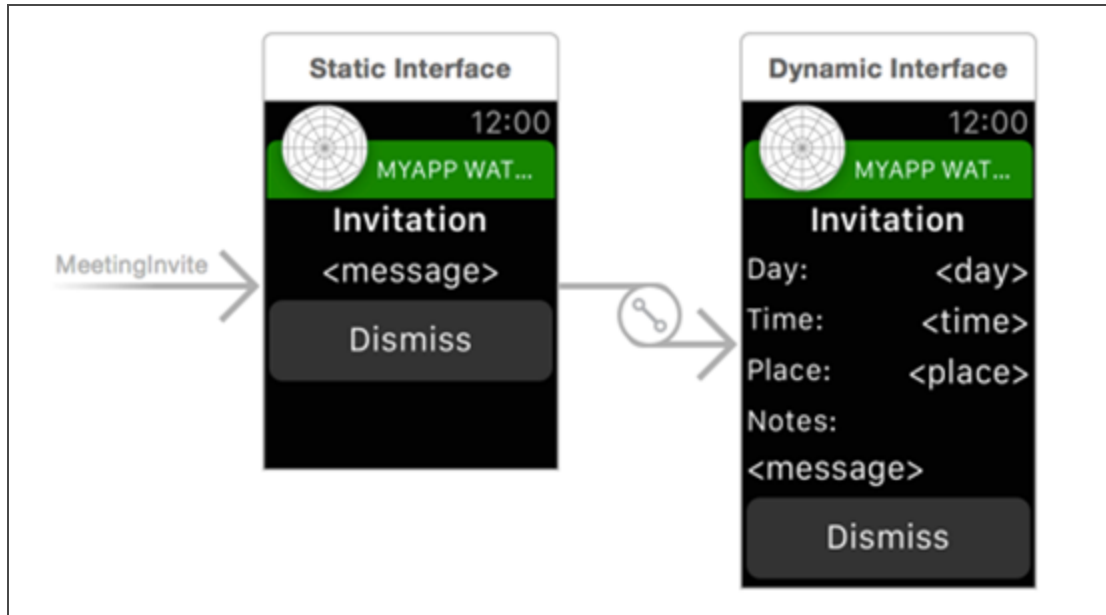 Static Interface
12:00
MYAPP WAT...
Invitation
<message>
Dismiss
MeetingInvite
Dynamic Interface
12:00
MYAPP WAT...
Invitation
Day: <day>
Time: <time>
Place: <place>
Notes:
<message>
Dismiss